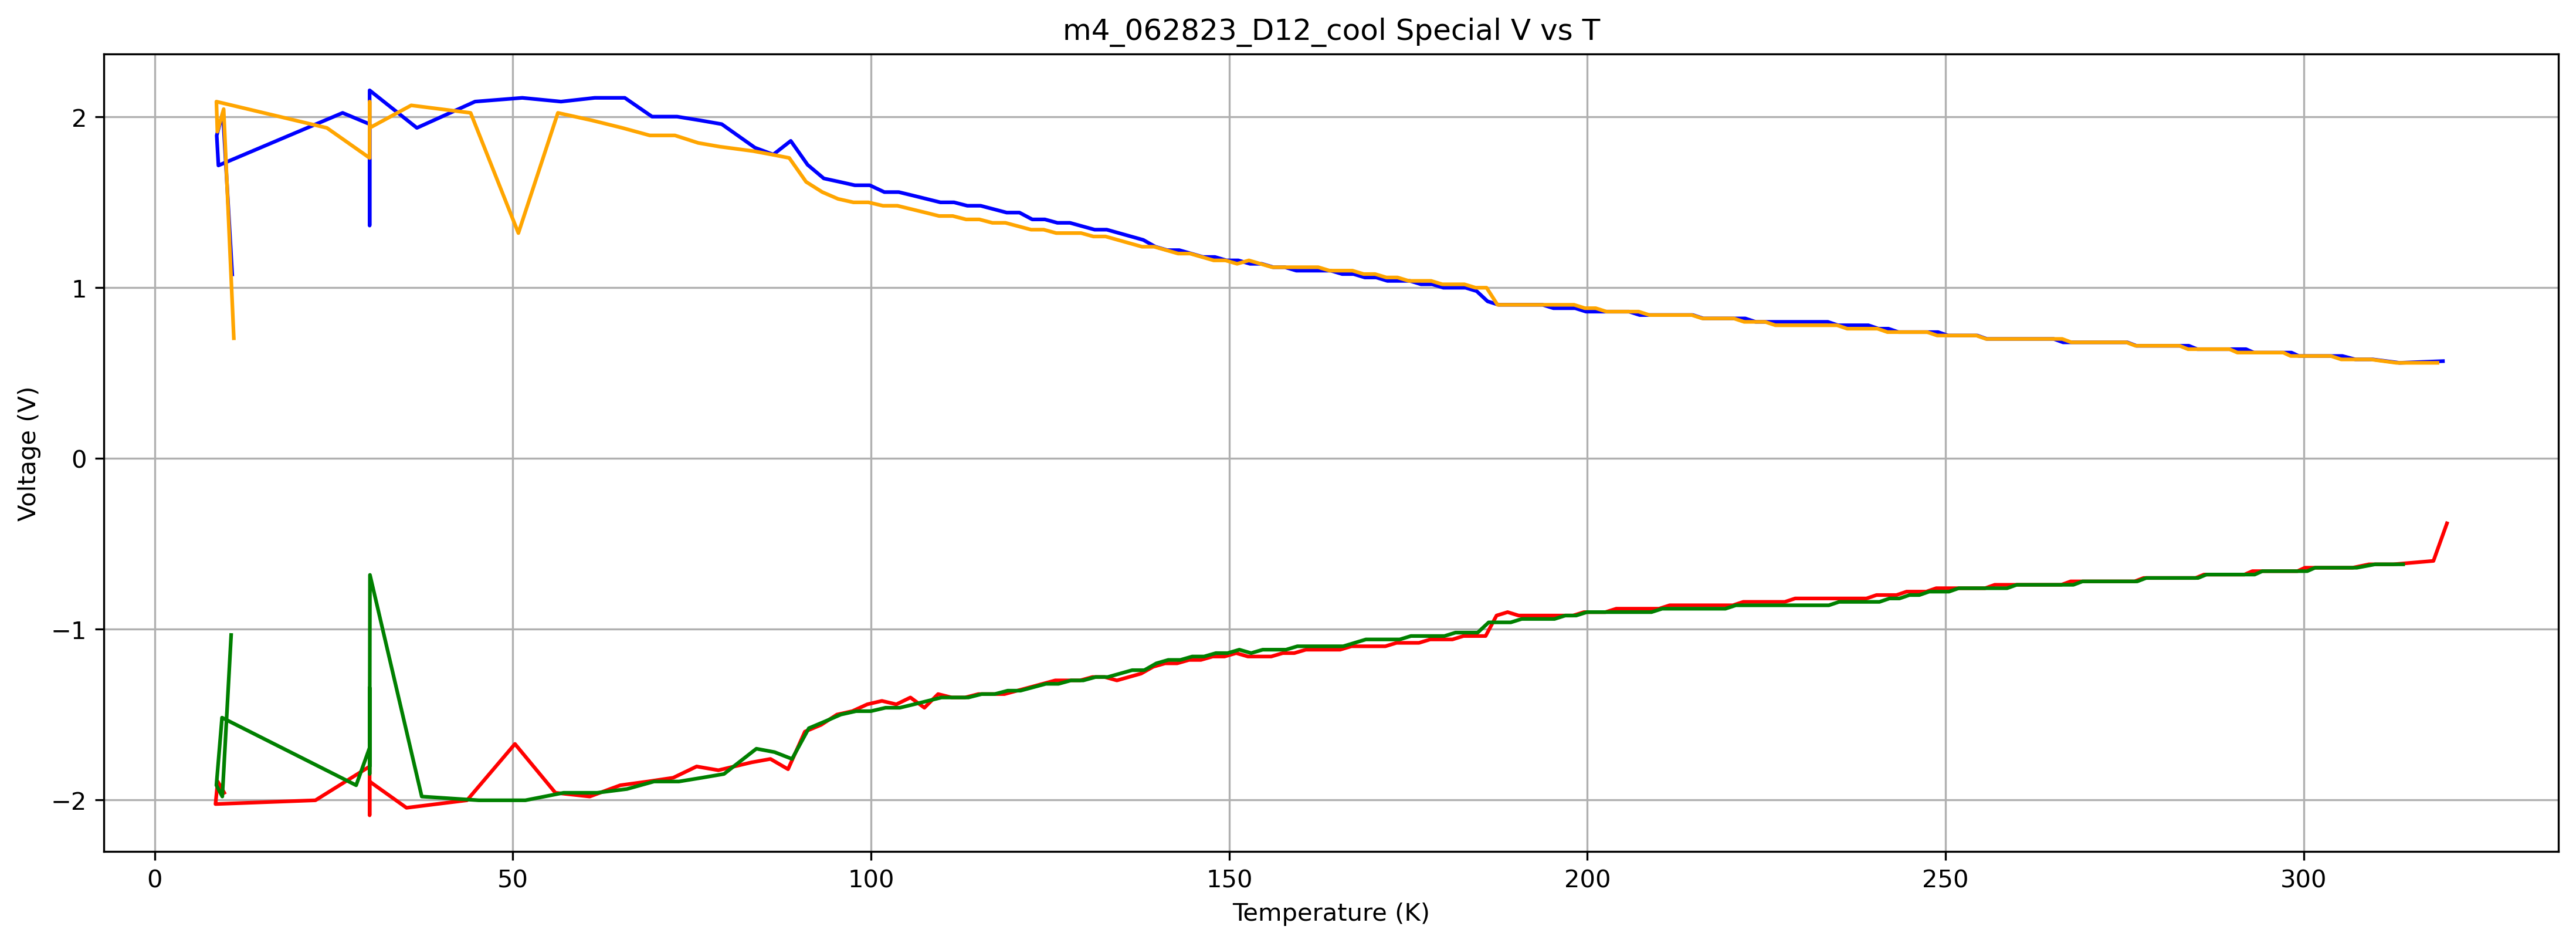 m4_062823_D12_cool Special V vs T
Voltage (V)
2
1
0
−1
−2
0 50 100 150 200 250 300
Temperature (K)